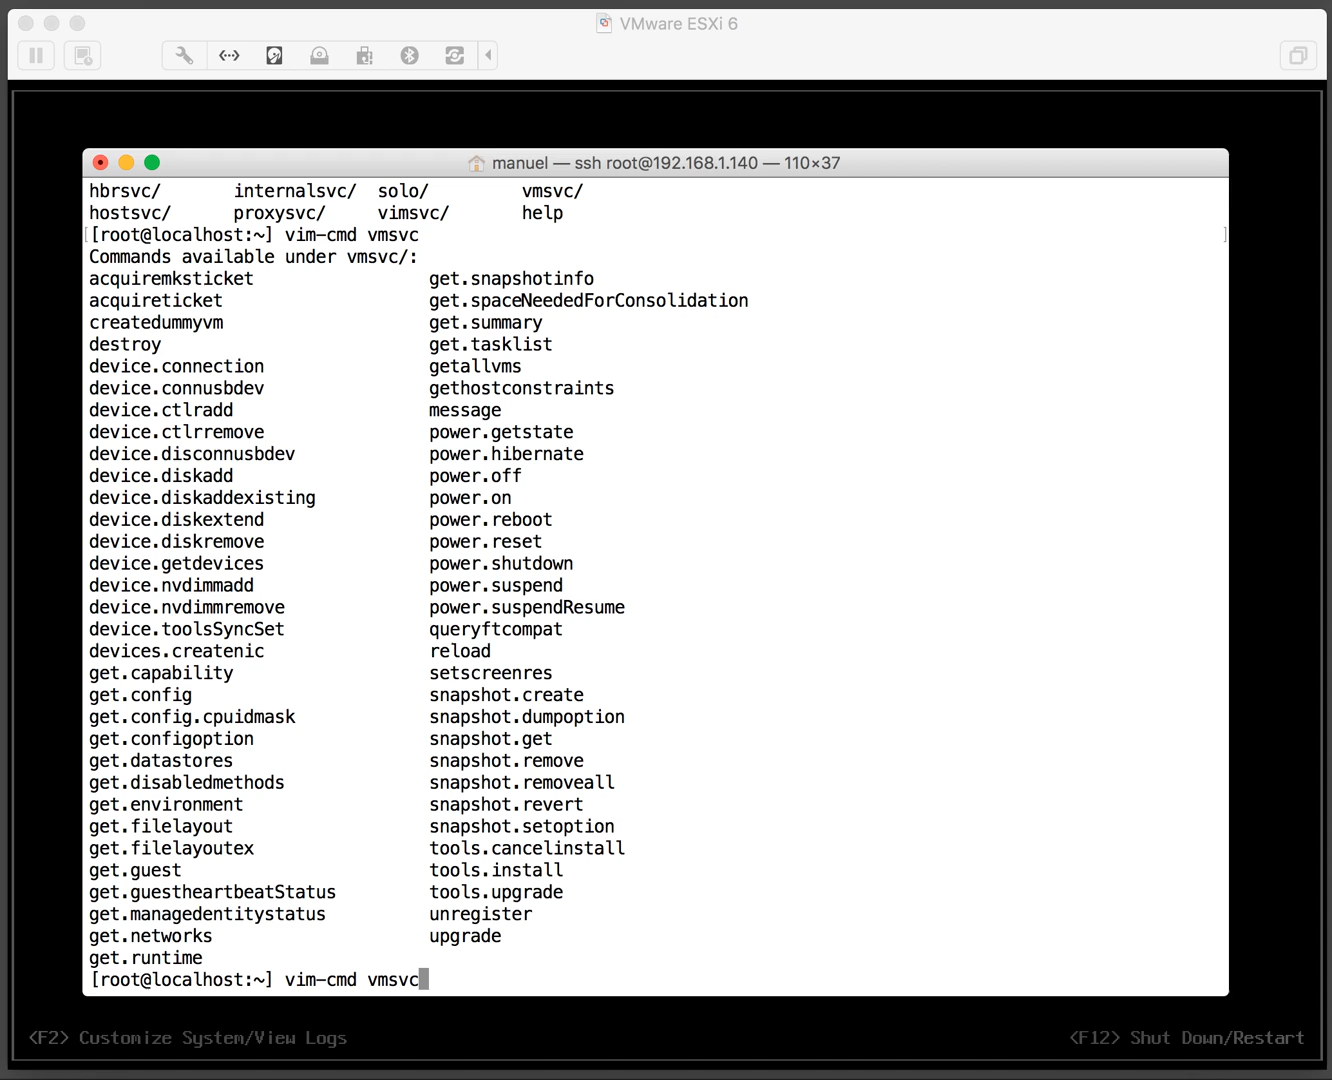 VMware ESXi 6
manuel — ssh root@192.168.1.140 — 110×37
hbrsvc/ internalsvc/ solo/ vmsvc/
hostsvc/ proxysvc/ vimsvc/ help
[[root@localhost:~] vim-cmd vmsvc ]
Commands available under vmsvc/:
acquiremksticket get.snapshotinfo
acquireticket get.spaceNeededForConsolidation
createdummyvm get.summary
destroy get.tasklist
device.connection getallvms
device.connusbdev gethostconstraints
device.ctlradd message
device.ctlrremove power.getstate
device.disconnusbdev power.hibernate
device.diskadd power.off
device.diskaddexisting power.on
device.diskextend power.reboot
device.diskremove power.reset
device.getdevices power.shutdown
device.nvdimmadd power.suspend
device.nvdimmremove power.suspendResume
device.toolsSyncSet queryftcompat
devices.createnic reload
get.capability setscreenres
get.config snapshot.create
get.config.cpuidmask snapshot.dumpoption
get.configoption snapshot.get
get.datastores snapshot.remove
get.disabledmethods snapshot.removeall
get.environment snapshot.revert
get.filelayout snapshot.setoption
get.filelayoutex tools.cancelinstall
get.guest tools.install
get.guestheartbeatStatus tools.upgrade
get.managedentitystatus unregister
get.networks upgrade
get.runtime
[root@localhost:~] vim-cmd vmsvc
<F2> Customize System/View Logs <F12> Shut Down/Restart